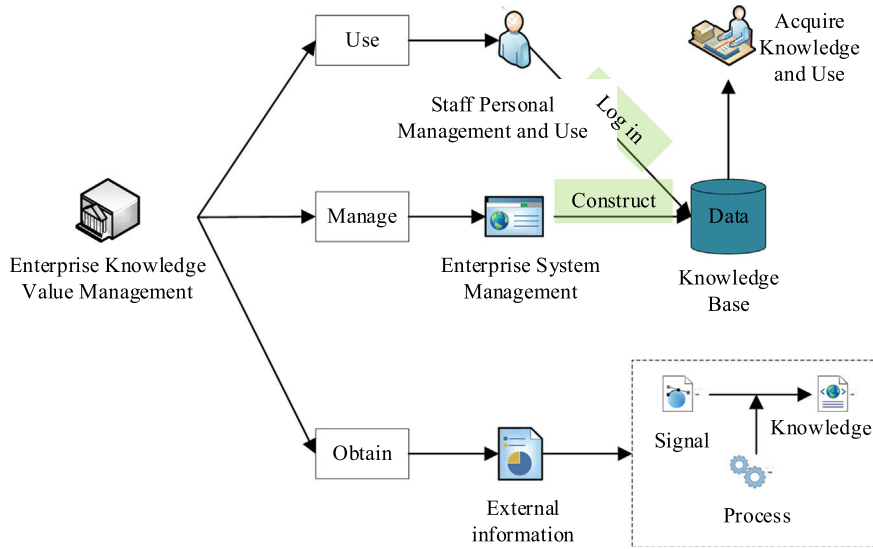 Use
Staff Personal
Management and Use
Log in
Acquire
Knowledge
and Use
Enterprise Knowledge
Value Management
Manage
Enterprise System
Management
Construct
Data
Knowledge
Base
Obtain
External
information
Signal
Knowledge
Process